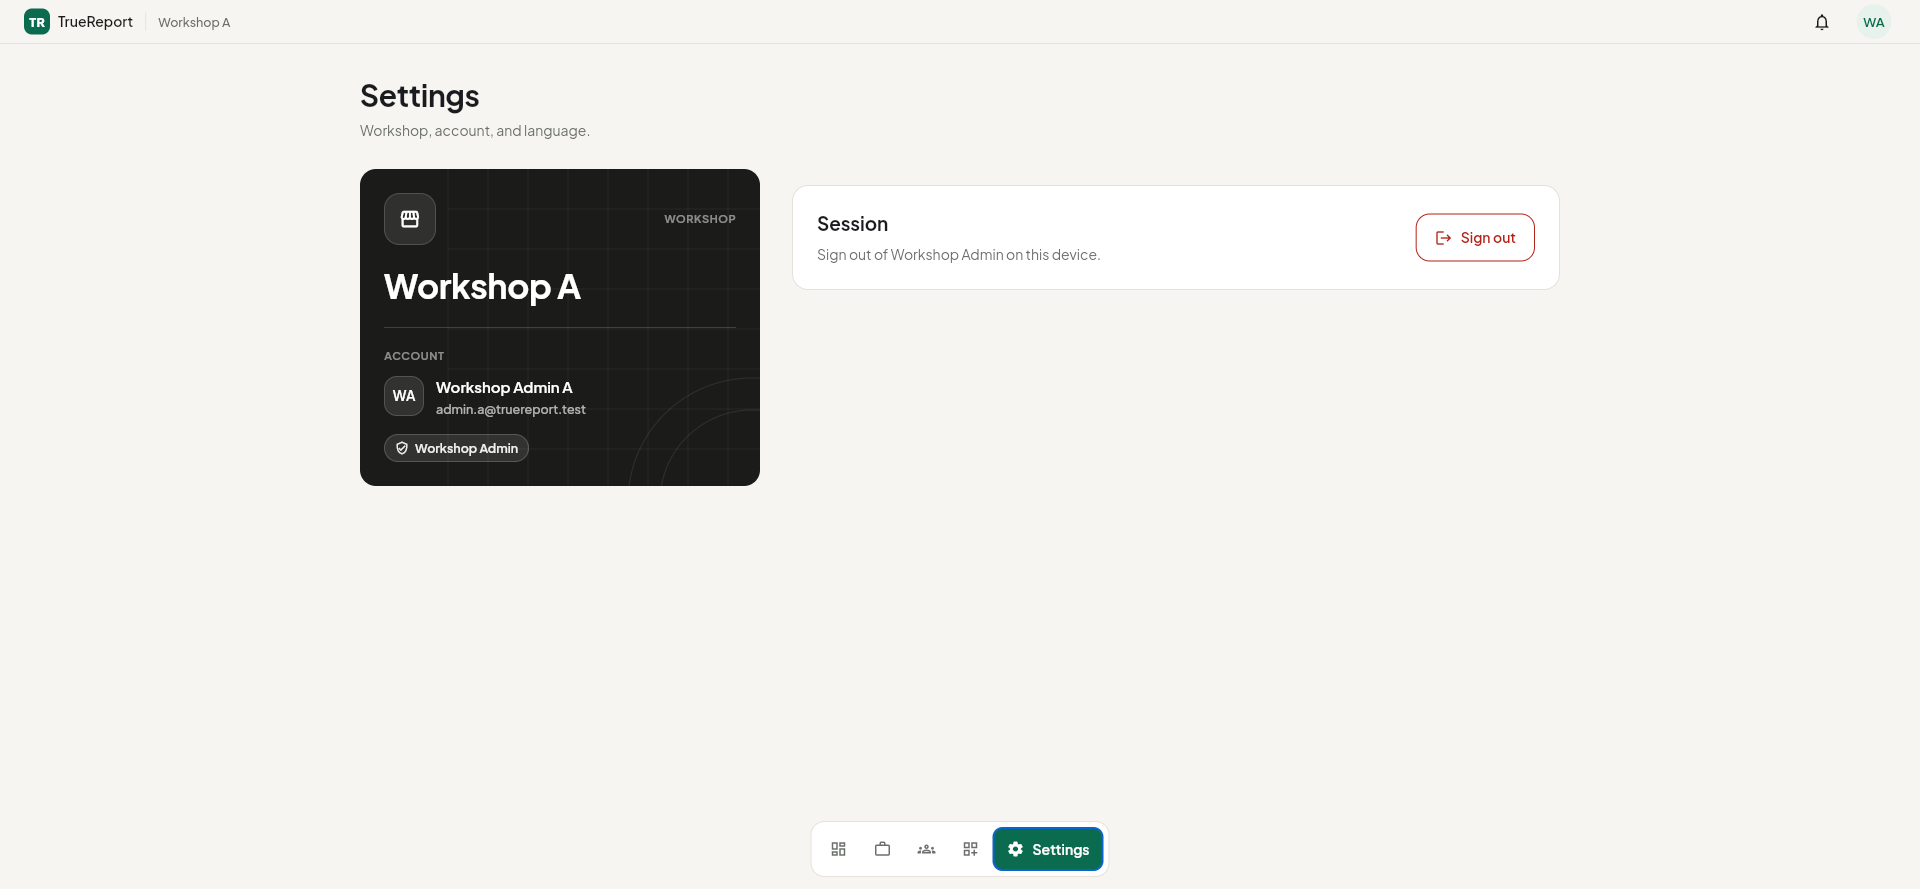 TR TrueReport Workshop A WA
Settings
Workshop, account, and language.
WORKSHOP
Workshop A
ACCOUNT
WA
Workshop Admin A
admin.a@truereport.test
Workshop Admin
Session
Sign out of Workshop Admin on this device.
Sign out
Settings